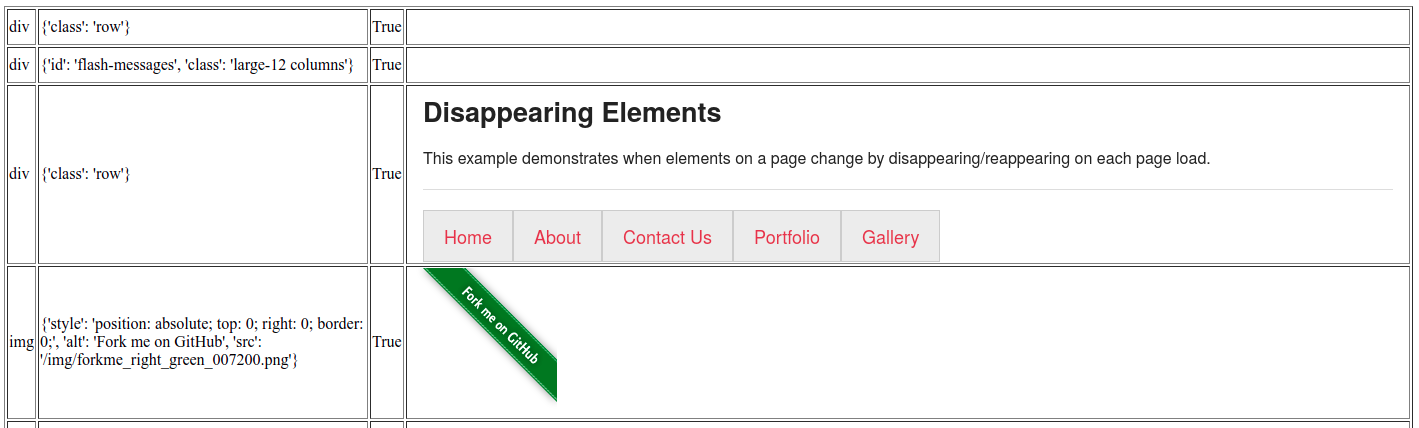 div {'class': 'row'} True
div {'id': 'flash-messages', 'class': 'large-12 columns'} True
div {'class': 'row'} True
Disappearing Elements
This example demonstrates when elements on a page change by disappearing/reappearing on each page load.
Home About Contact Us Portfolio Gallery
img {'style': 'position: absolute; top: 0; right: 0; border:
0;', 'alt': 'Fork me on GitHub', 'src':
'/img/forkme_right_green_007200.png'}
True
Fork me on GitHub